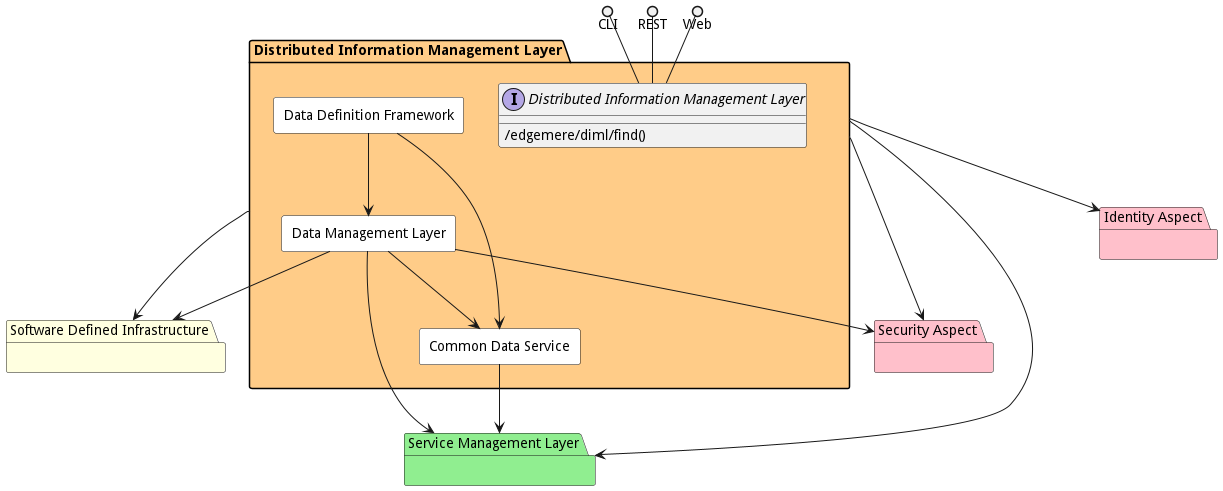 CLI
REST
Web
Distributed Information Management Layer
I
Distributed Information Management Layer
Data Definition Framework
/edgemere/diml/find()
Identity Aspect
Data Management Layer
Software Defined Infrastructure
Security Aspect
Common Data Service
Service Management Layer